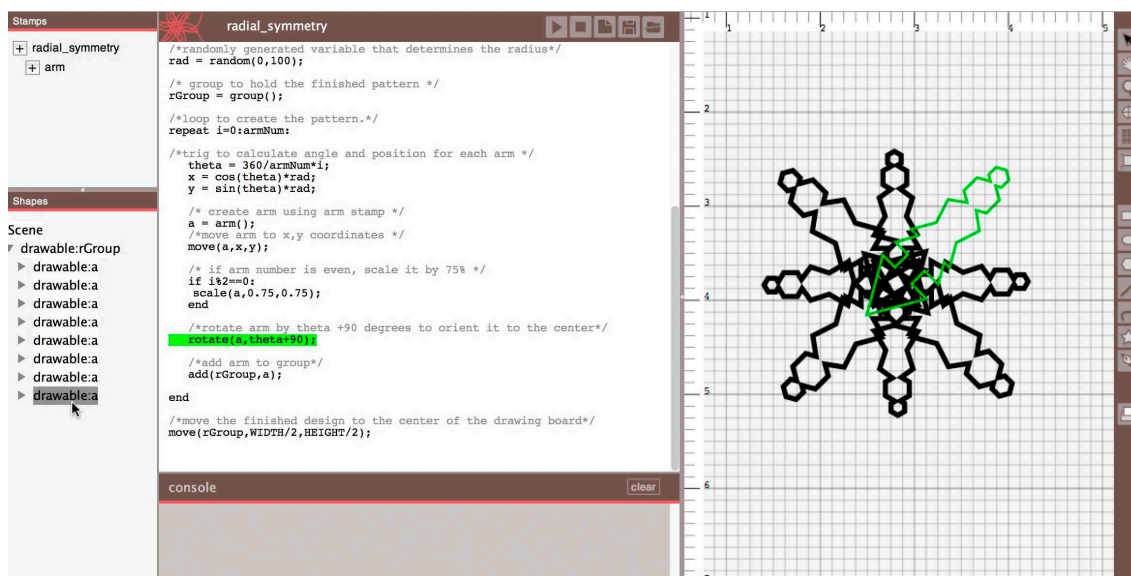 Stamps
radial_symmetry
arm
Shapes
Scene
drawable:rGroup
drawable:a
drawable:a
drawable:a
drawable:a
drawable:a
drawable:a
drawable:a
drawable:a
radial_symmetry
/*randomly generated variable that determines the radius*/
rad = random(0,100);
/* group to hold the finished pattern */
rGroup = group();
/*loop to create the pattern.*/
repeat i=0:armNum:
/*trig to calculate angle and position for each arm */
theta = 360/armNum*i;
x = cos(theta)*rad;
y = sin(theta)*rad;
/* create arm using arm stamp */
a = arm();
/*move arm to x,y coordinates */
move(a,x,y);
/* if arm number is even, scale it by 75% */
if i%2==0:
scale(a,0.75,0.75);
end
/*rotate arm by theta +90 degrees to orient it to the center*/
rotate(a,theta+90);
/*add arm to group*/
add(rGroup,a);
end
/*move the finished design to the center of the drawing board*/
move(rGroup,WIDTH/2,HEIGHT/2);
console
clear
1
1 2 3 4 5
2
3
4
5
6